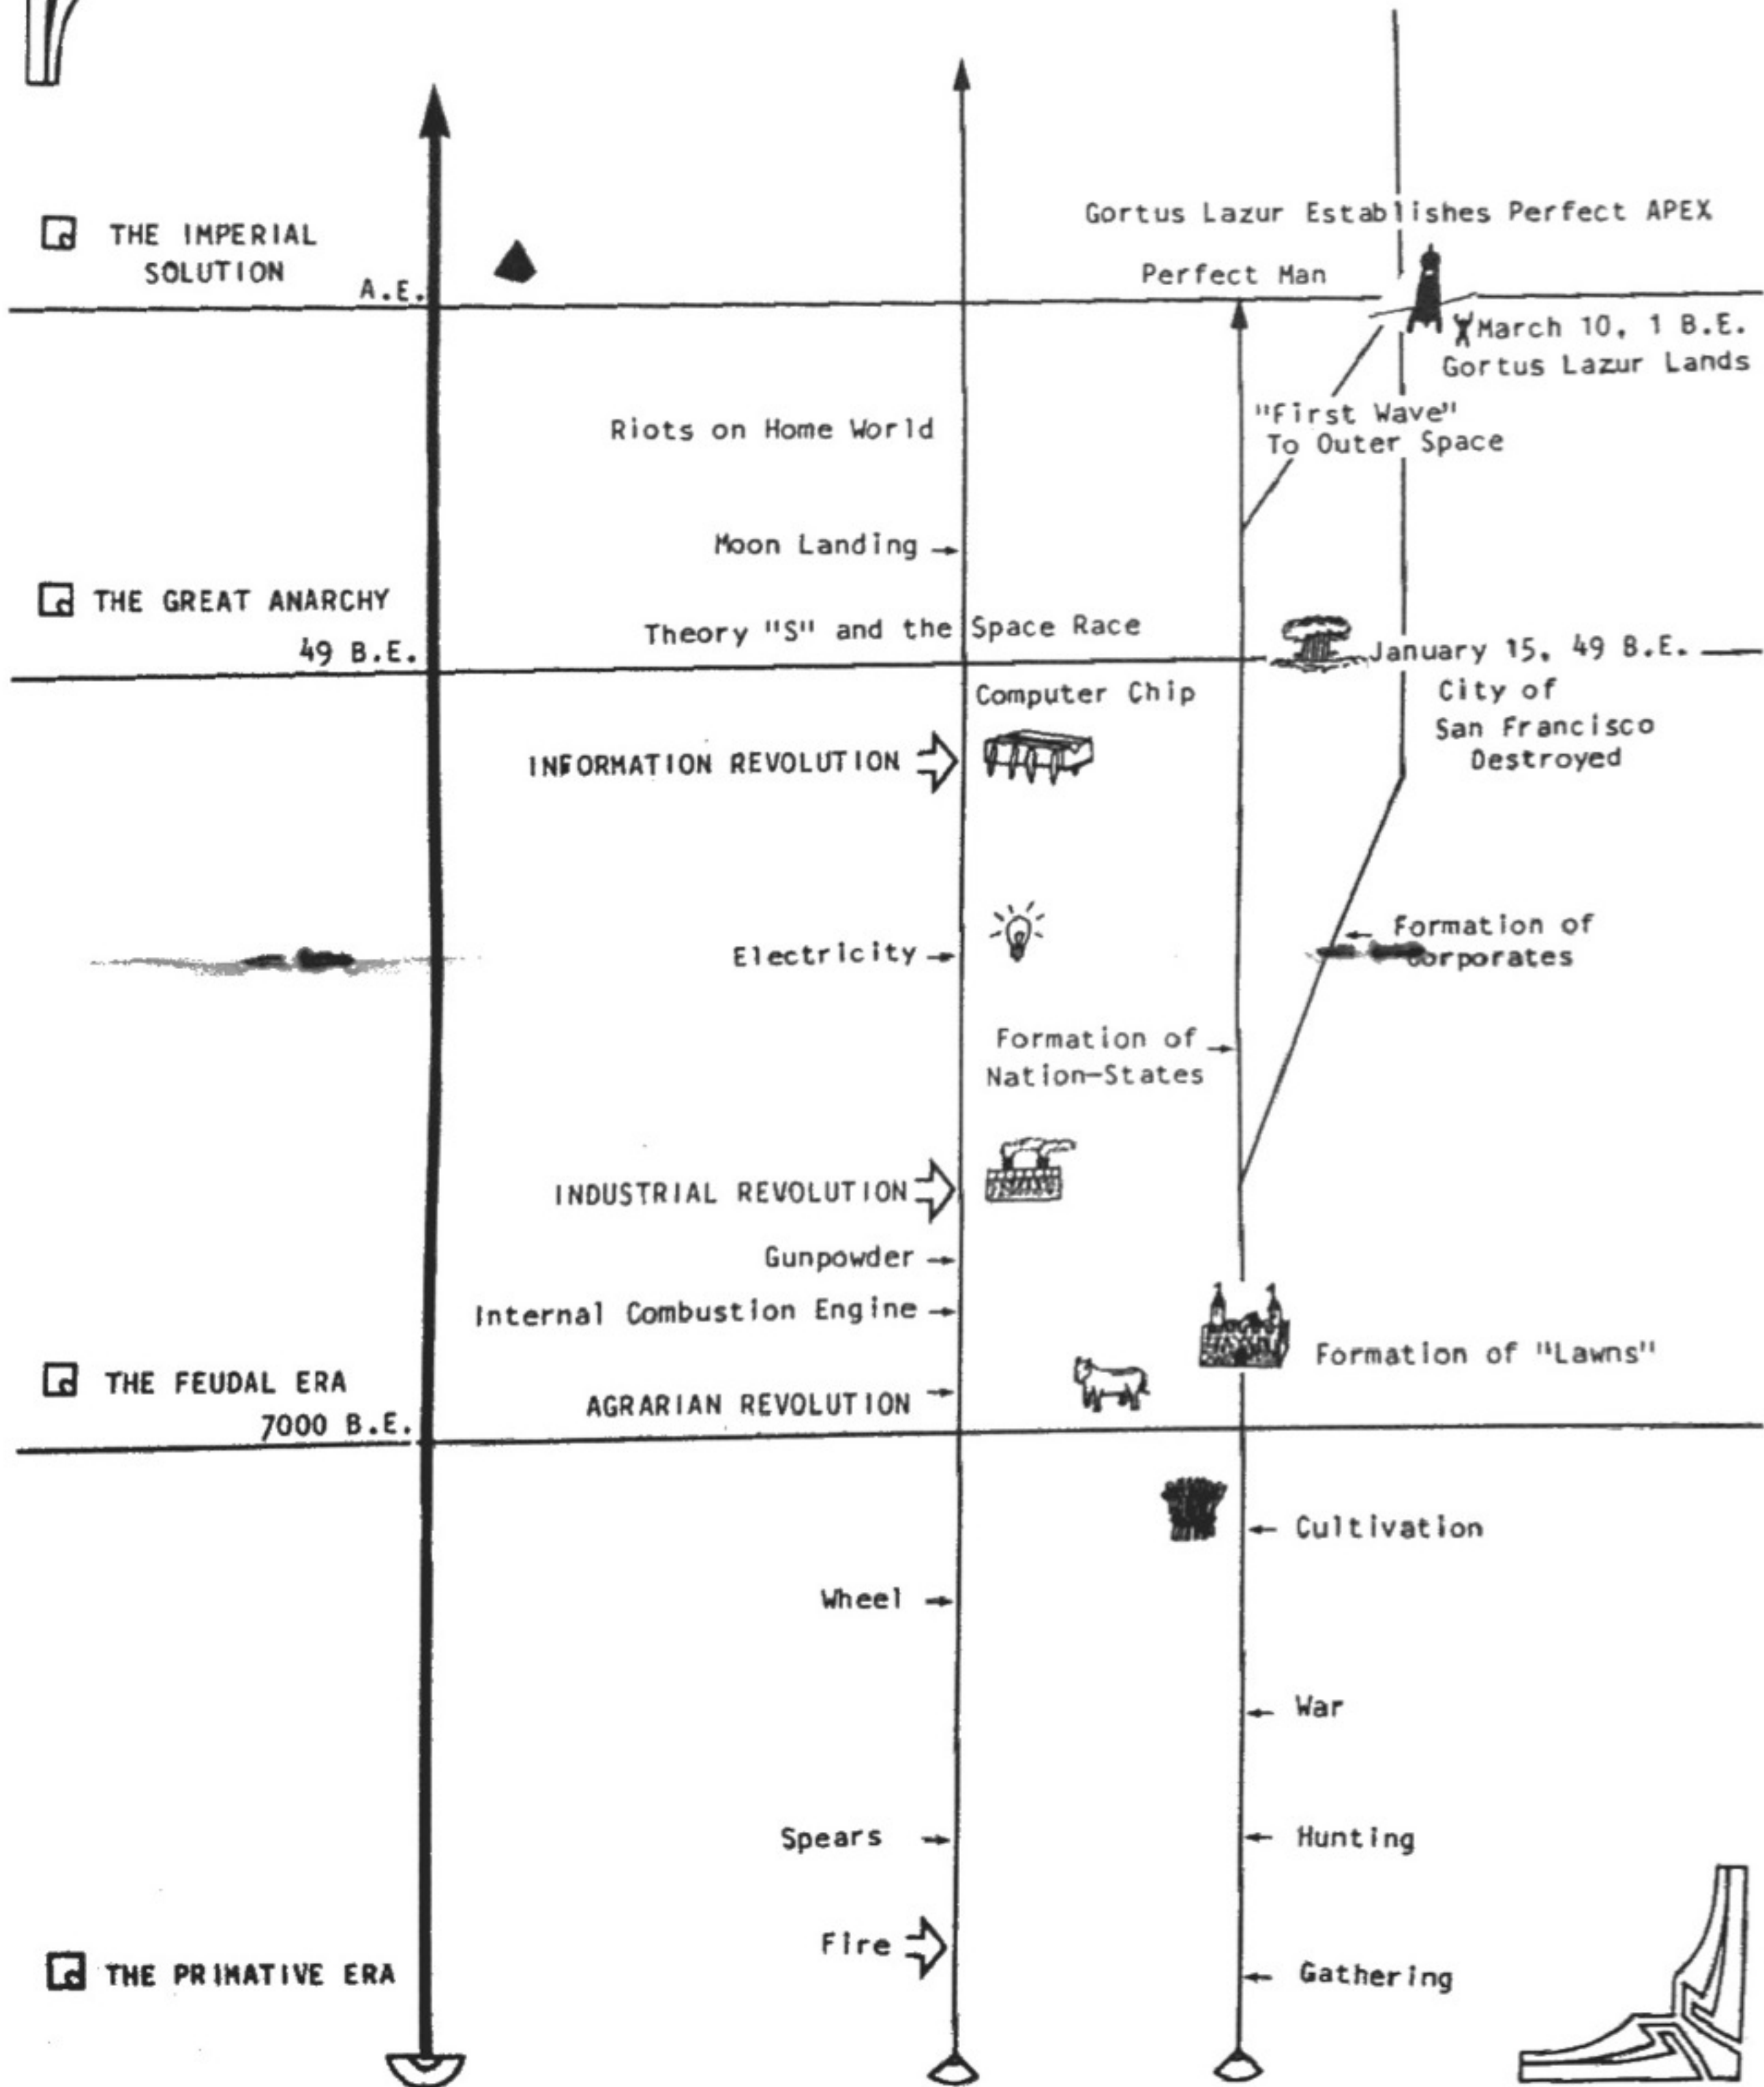 Gortus Lazur Establishes Perfect APEX
THE IMPERIAL
SOLUTION
A.E.
Perfect Man
March 10, 1 B.E.
Gortus Lazur Lands
"First Wave"
To Outer Space
Riots on Home World
Moon Landing
THE GREAT ANARCHY
49 B.E.
Theory "S" and the Space Race
January 15, 49 B.E.
City of
San Francisco
Destroyed
Computer Chip
INFORMATION REVOLUTION
Electricity
Formation of
Corporates
Formation of
Nation-States
INDUSTRIAL REVOLUTION
Gunpowder
Internal Combustion Engine
Formation of "Lawns"
THE FEUDAL ERA
7000 B.E.
AGRARIAN REVOLUTION
Cultivation
Wheel
War
Spears
Hunting
Fire
THE PRIMATIVE ERA
Gathering